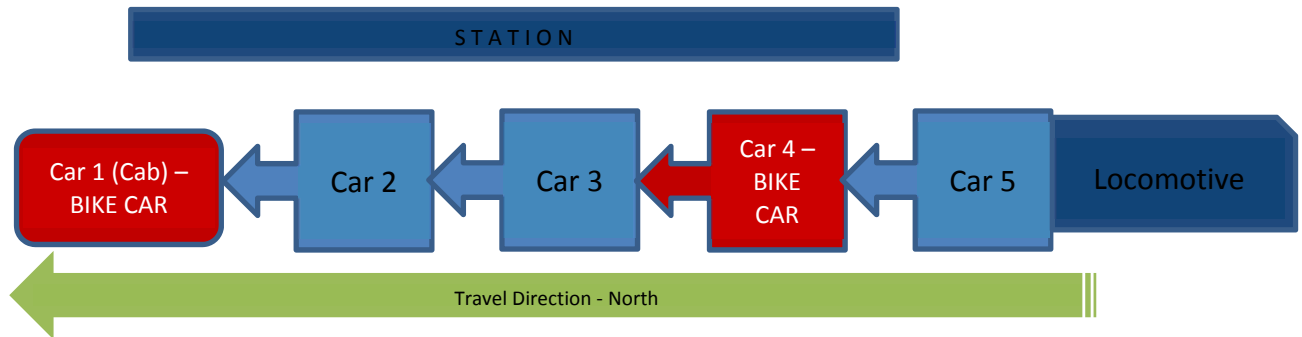 S T A T I O N
Car 1 (Cab) –
BIKE CAR
Car 2
Car 3
Car 4 –
BIKE
CAR
Car 5
Locomotive
Travel Direction - North